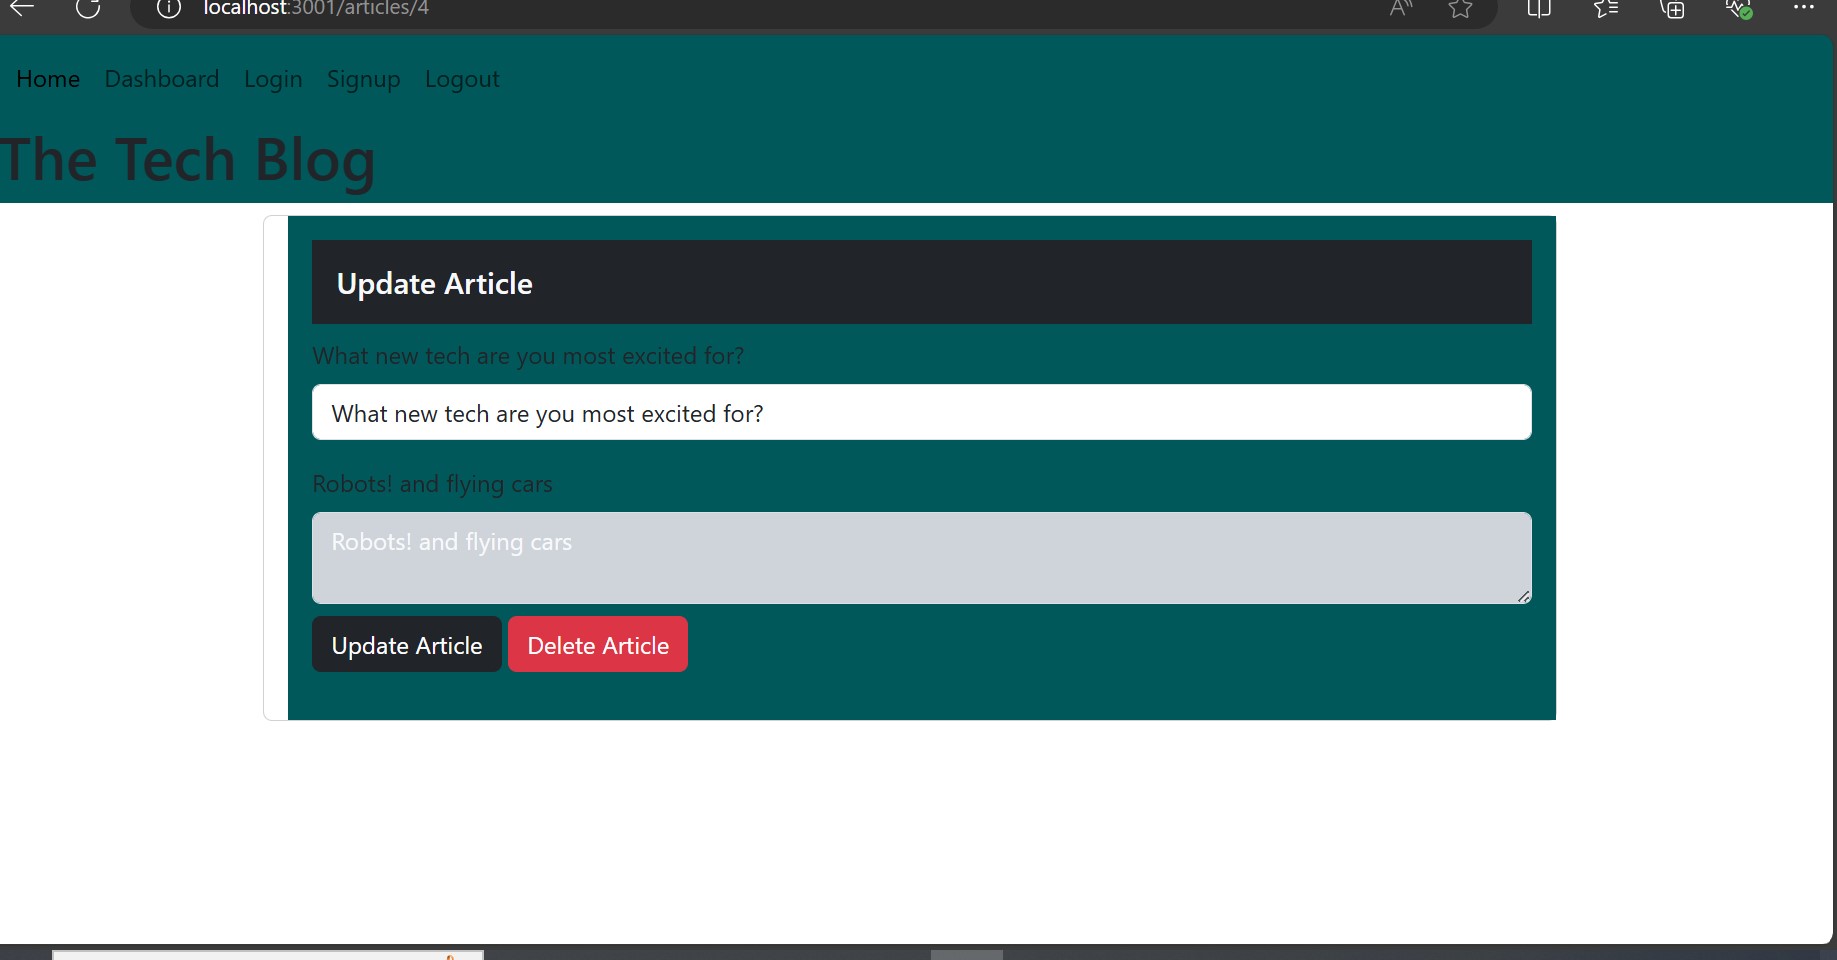 localhost:3001/articles/4
Home Dashboard Login Signup Logout
The Tech Blog
Update Article
What new tech are you most excited for?
What new tech are you most excited for?
Robots! and flying cars
Robots! and flying cars
Update Article Delete Article